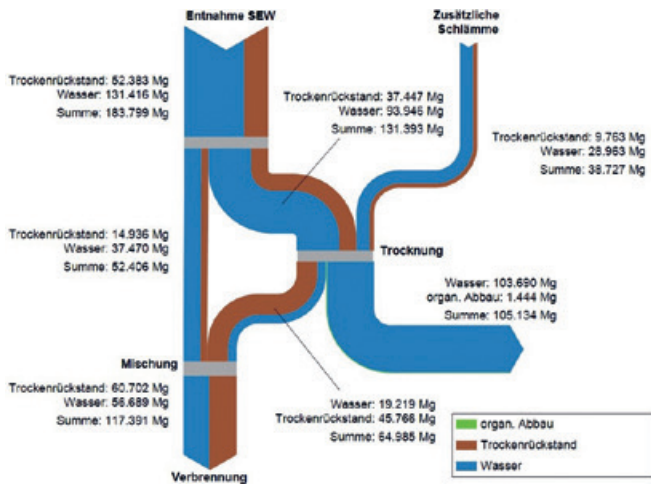 Entnahme SEW
Zusätzliche
Schlämme
Trockenrückstand: 52.383 Mg
Wasser: 131.416 Mg
Summe: 183.799 Mg
Trockenrückstand: 37.447 Mg
Wasser: 93.946 Mg
Summe: 131.393 Mg
Trockenrückstand: 9.763 Mg
Wasser: 28.963 Mg
Summe: 38.727 Mg
Trockenrückstand: 14.936 Mg
Wasser: 37.470 Mg
Summe: 52.406 Mg
Trocknung
Wasser: 103.690 Mg
organ. Abbau: 1.444 Mg
Summe: 105.134 Mg
Mischung
Trockenrückstand: 60.702 Mg
Wasser: 56.689 Mg
Summe: 117.391 Mg
Wasser: 19.219 Mg
Trockenrückstand: 45.766 Mg
Summe: 64.985 Mg
Verbrennung
organ. Abbau
Trockenrückstand
Wasser